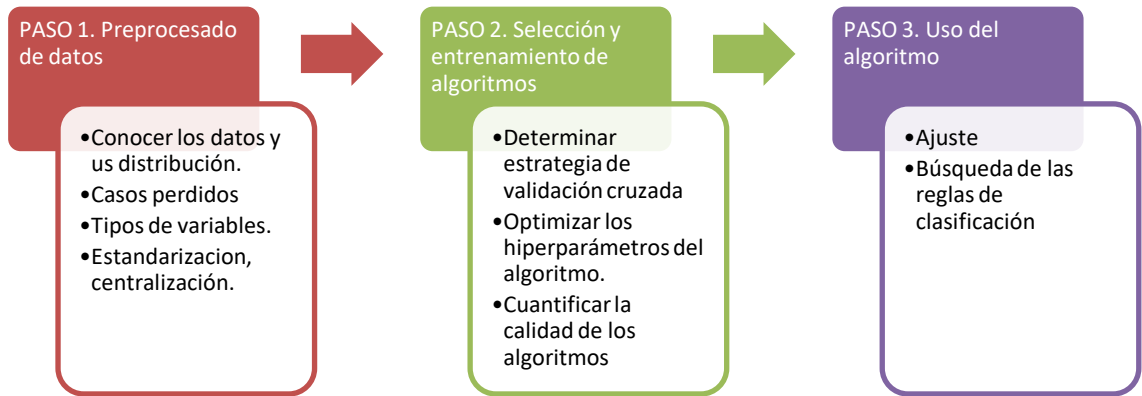 PASO 1. Preprocesado
de datos
•Conocer los datos y
us distribución.
•Casos perdidos
•Tipos de variables.
•Estandarizacion,
centralización.
PASO 2. Selección y
entrenamiento de
algoritmos
•Determinar
estrategia de
validación cruzada
•Optimizar los
hiperparámetros del
algoritmo.
•Cuantificar la
calidad de los
algoritmos
PASO 3. Uso del
algoritmo
•Ajuste
•Búsqueda de las
reglas de
clasificación